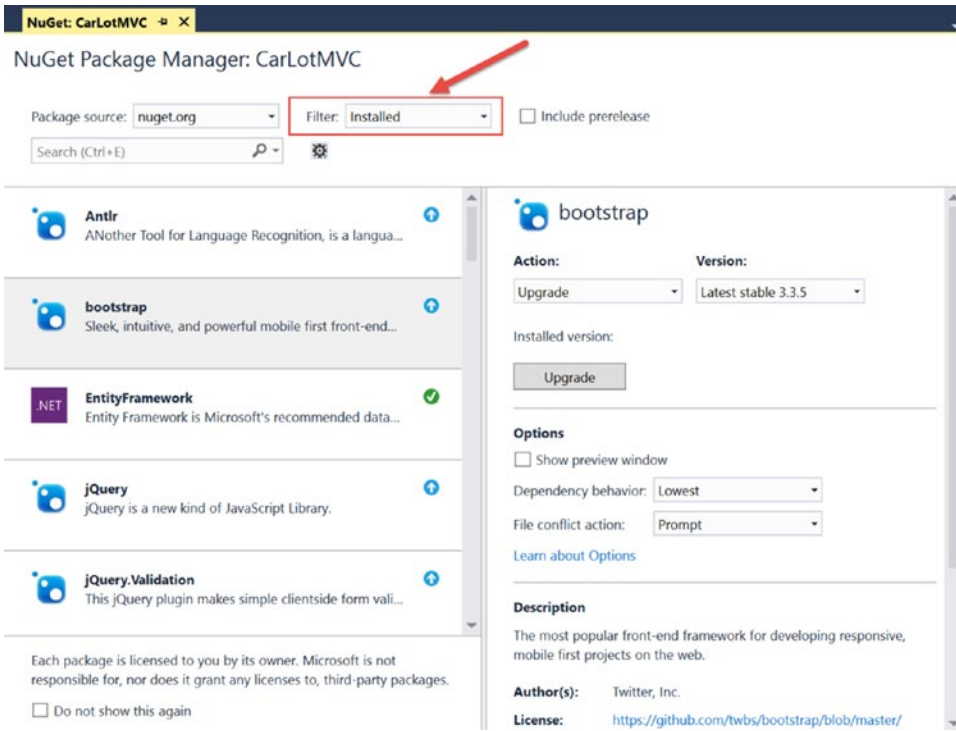 NuGet: CarLotMVC
NuGet Package Manager: CarLotMVC
Package source: nuget.org
Filter: Installed
Include prerelease
Search (Ctrl+E)
Antlr
ANother Tool for Language Recognition, is a langua...
bootstrap
Sleek, intuitive, and powerful mobile first front-end...
.NET
EntityFramework
Entity Framework is Microsoft's recommended data...
jQuery
jQuery is a new kind of JavaScript Library.
jQuery.Validation
This jQuery plugin makes simple clientside form vali...
Each package is licensed to you by its owner. Microsoft is not
responsible for, nor does it grant any licenses to, third-party packages.
Do not show this again
bootstrap
Action: Version:
Upgrade Latest stable 3.3.5
Installed version:
Upgrade
Options
Show preview window
Dependency behavior: Lowest
File conflict action: Prompt
Learn about Options
Description
The most popular front-end framework for developing responsive,
mobile first projects on the web.
Author(s): Twitter, Inc.
License: https://github.com/twbs/bootstrap/blob/master/